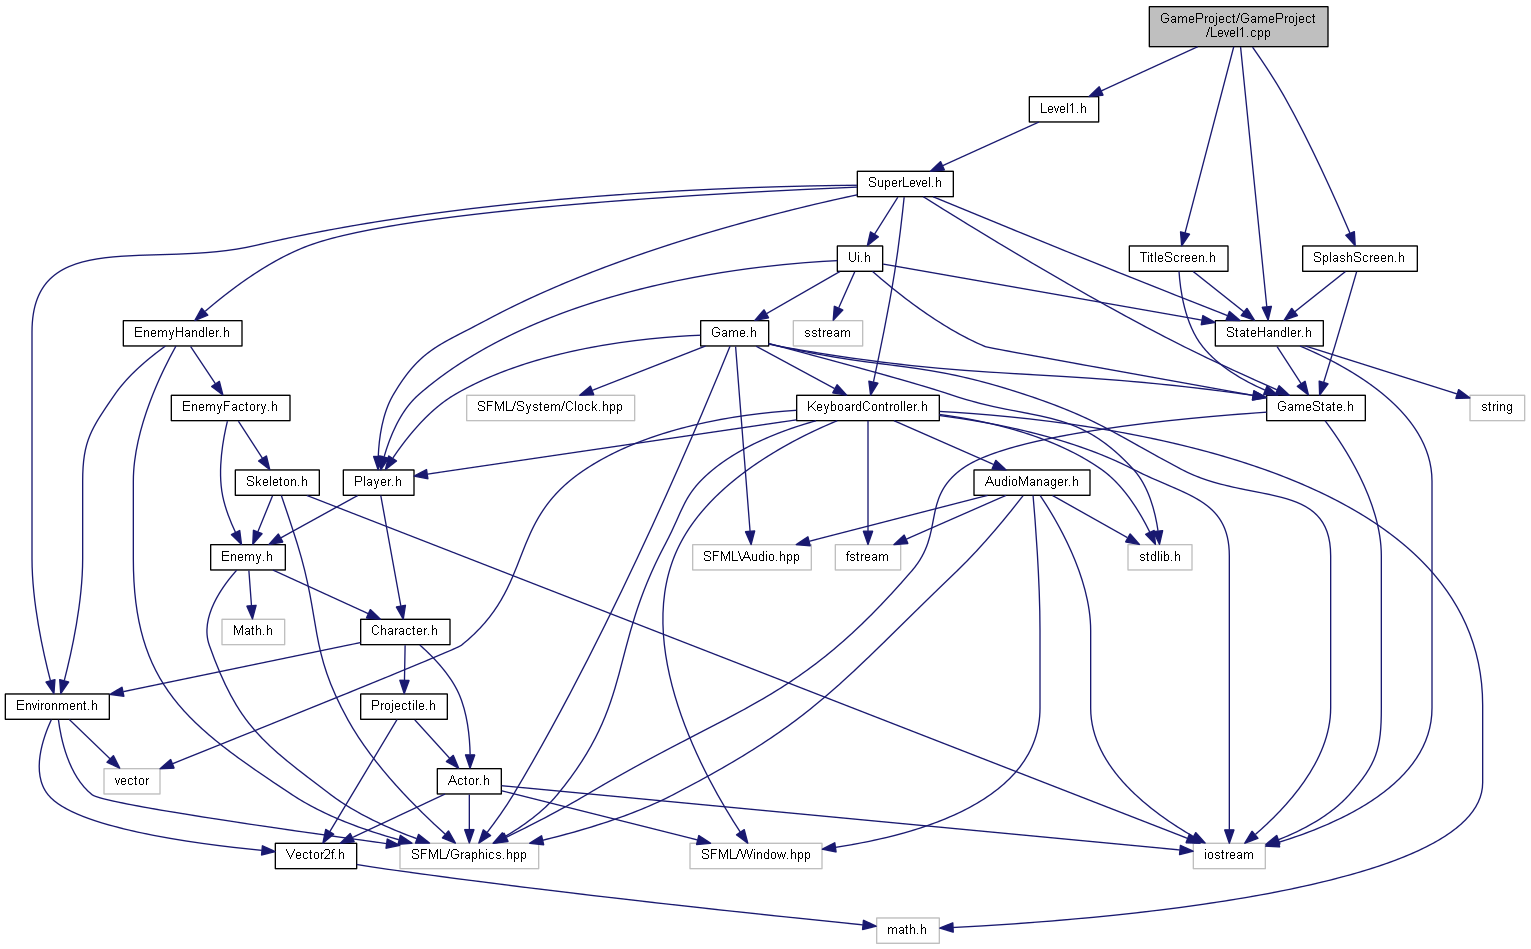 GameProject/GameProject
/Level1.cpp
Level1.h
SuperLevel.h
Ui.h
TitleScreen.h
SplashScreen.h
EnemyHandler.h
Game.h
sstream
StateHandler.h
EnemyFactory.h
SFML/System/Clock.hpp
KeyboardController.h
GameState.h
string
Skeleton.h
Player.h
AudioManager.h
Enemy.h
SFML\Audio.hpp
fstream
stdlib.h
Math.h
Character.h
Environment.h
Projectile.h
vector
Actor.h
Vector2f.h
SFML/Graphics.hpp
SFML/Window.hpp
iostream
math.h